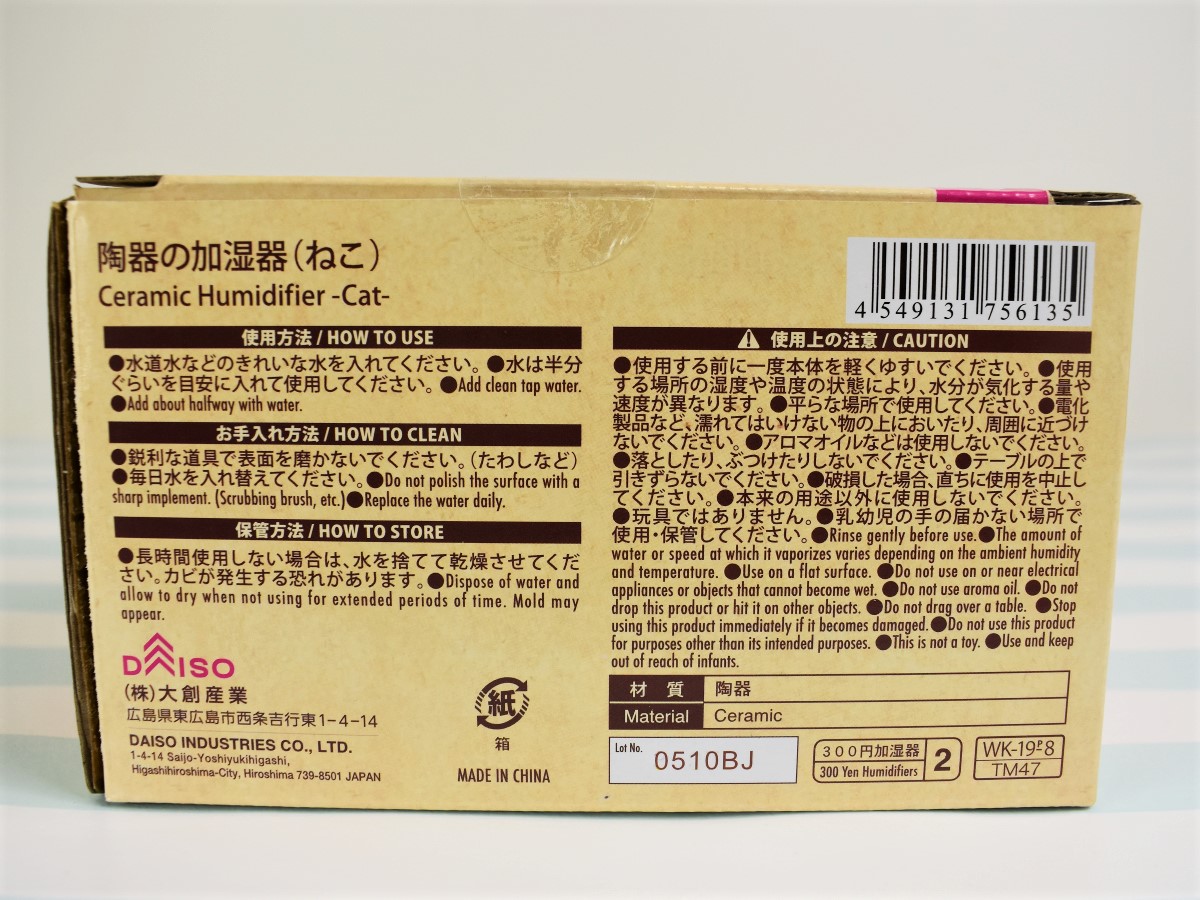 陶器の加湿器(ねこ)
Ceramic Humidifier -Cat-
4 549131 756135
使用方法 / HOW TO USE
●水道水などのきれいな水を入れてください。 ●水は半分
ぐらいを目安に入れて使用してください。 ●Add clean tap water.
●Add about halfway with water.
お手入れ方法 / HOW TO CLEAN
●鋭利な道具で表面を磨かないでください。(たわしなど)
●毎日水を入れ替えてください。●Do not polish the surface with a
sharp implement. (Scrubbing brush, etc.)●Replace the water daily.
保管方法 / HOW TO STORE
●長時間使用しない場合は、水を捨てて乾燥させてくだ
さい。カビが発生する恐れがあります。●Dispose of water and
allow to dry when not using for extended periods of time. Mold may
appear.
DAISO
(株)大創産業
広島県東広島市西条吉行東1-4-14
DAISO INDUSTRIES CO., LTD.
1-4-14 Saijo-Yoshiyukihigashi,
Higashihiroshima-City, Hiroshima 739-8501 JAPAN
紙
箱
MADE IN CHINA
使用上の注意 / CAUTION
●使用する前に一度本体を軽くゆすいでください。●使用
する場所の湿度や温度の状態により、水分が気化する量や
速度が異なります。●平らな場所で使用してください。●電化
製品など、濡れてはいけない物の上においたり、周囲に近づけ
ないでください。●アロマオイルなどは使用しないでください。
●落としたり、ぶつけたりしないでください。●テーブルの上で
引きずらないでください。●破損した場合、直ちに使用を中止し
てください。●本来の用途以外に使用しないでください。
●玩具ではありません。●乳幼児の手の届かない場所で
使用・保管してください。●Rinse gently before use.●The amount of
water or speed at which it vaporizes varies depending on the ambient humidity
and temperature. ●Use on a flat surface. ●Do not use on or near electrical
appliances or objects that cannot become wet. ●Do not use aroma oil. ●Do not
drop this product or hit it on other objects. ●Do not drag over a table. ●Stop
using this product immediately if it becomes damaged.●Do not use this product
for purposes other than its intended purposes. ●This is not a toy. ●Use and keep
out of reach of infants.
材質 陶器
Material Ceramic
Lot No. 0510BJ
300円加湿器
300 Yen Humidifiers
2
WK-19-P8
TM47